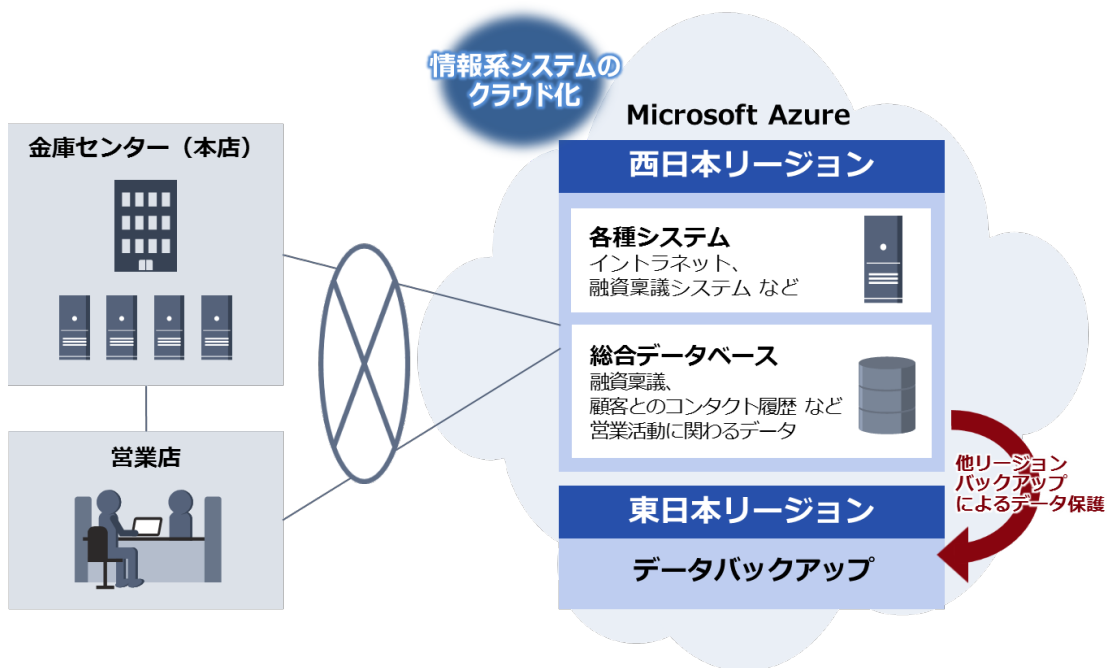 情報系システムの
クラウド化
Microsoft Azure
金庫センター（本店）
営業店
西日本リージョン
各種システム
イントラネット、
融資稟議システム など
総合データベース
融資稟議、
顧客とのコンタクト履歴 など
営業活動に関わるデータ
他リージョン
バックアップ
によるデータ保護
東日本リージョン
データバックアップ